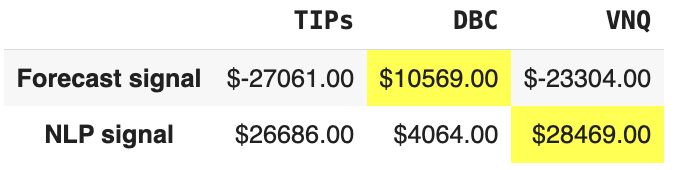 TIPs DBC VNQ
Forecast signal $-27061.00 $10569.00 $-23304.00
NLP signal $26686.00 $4064.00 $28469.00